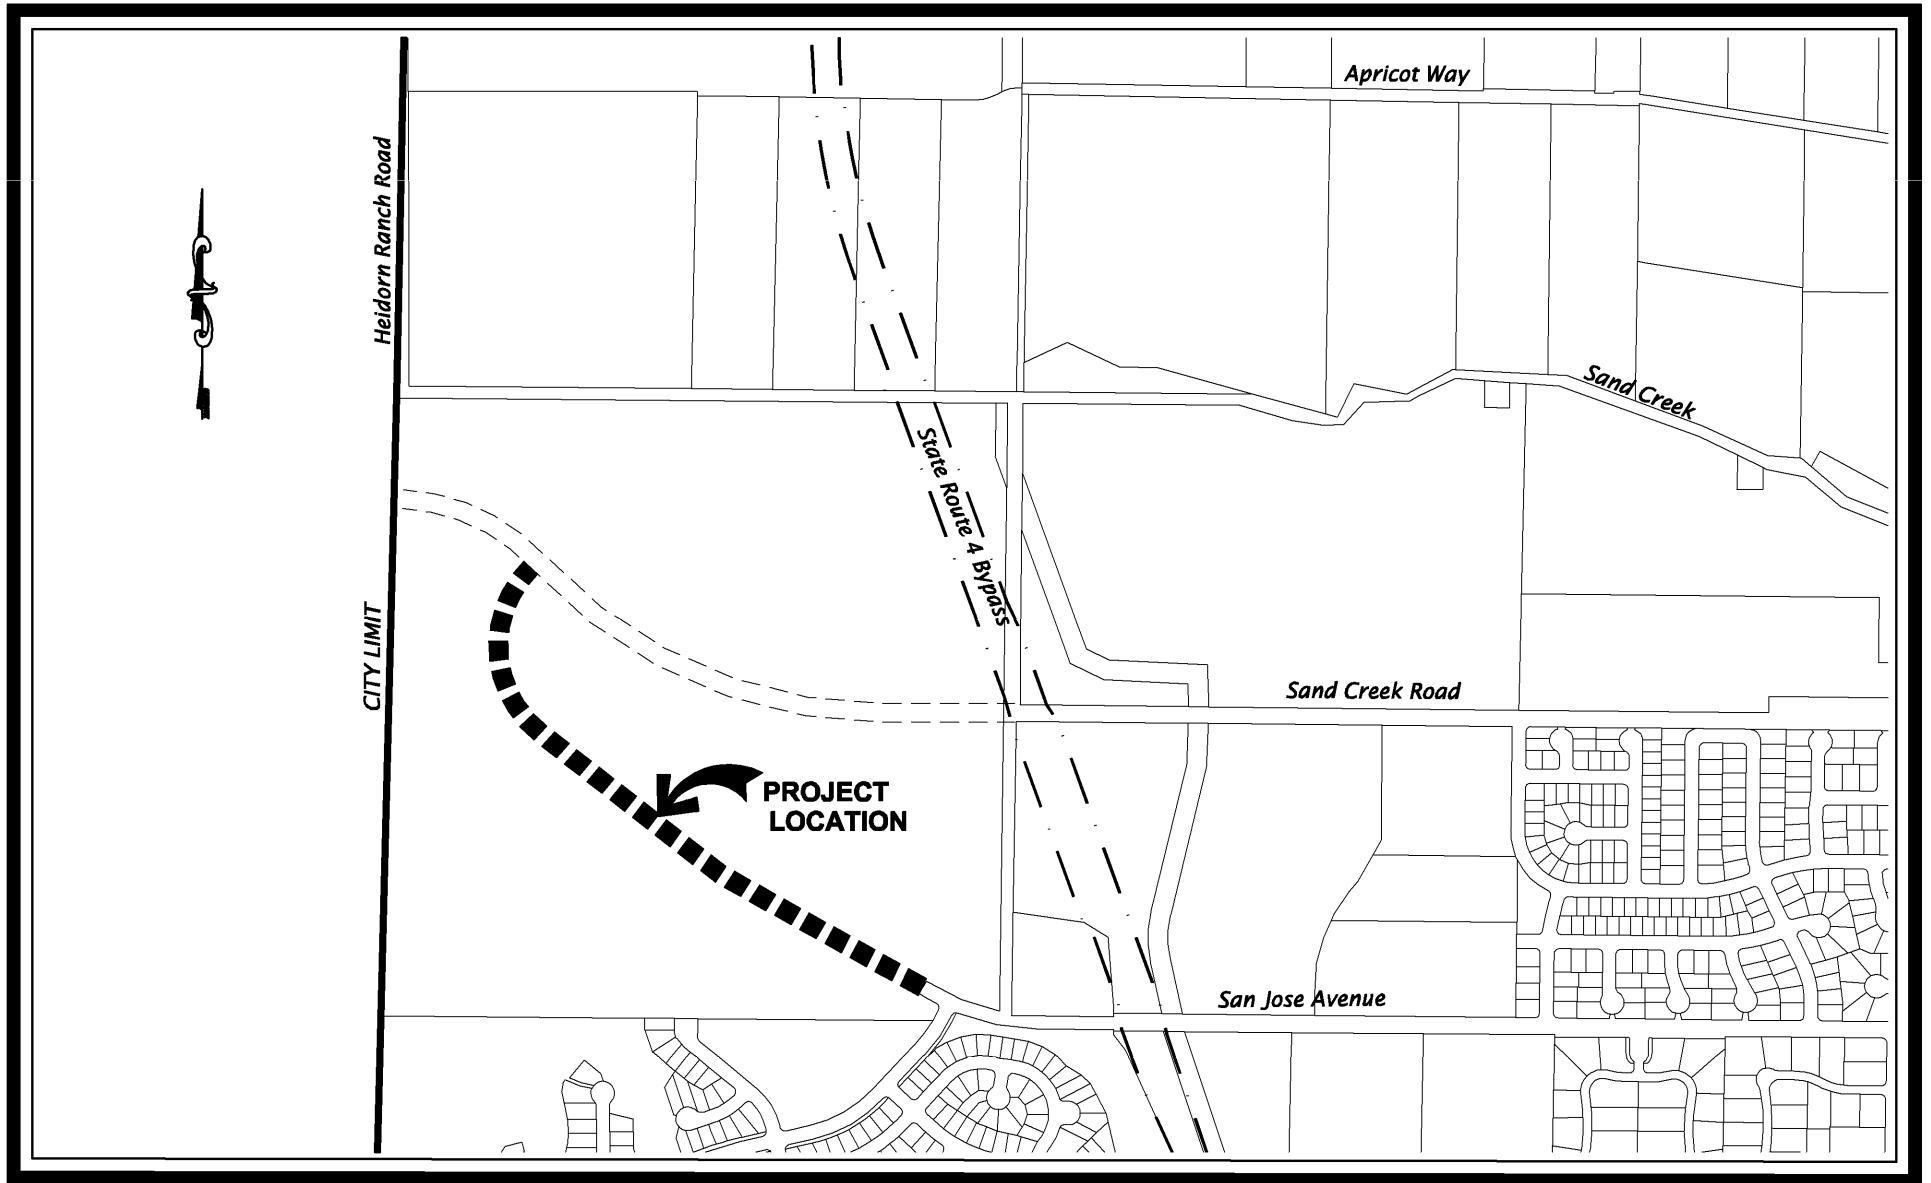 Apricot Way
Heidorn Ranch Road
Sand Creek
State Route 4 Bypass
CITY LIMIT
Sand Creek Road
PROJECT
LOCATION
San Jose Avenue